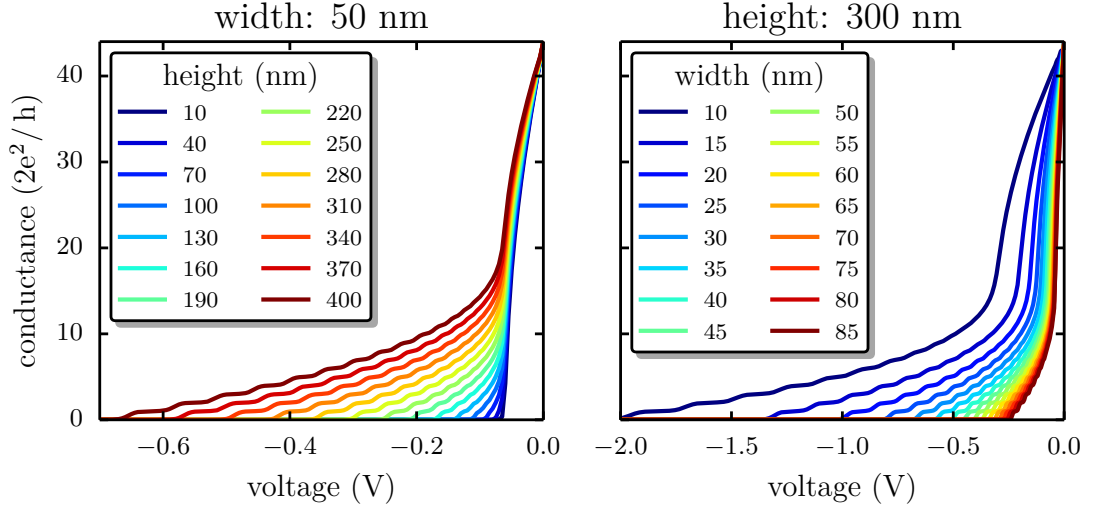 width: 50 nm
height: 300 nm
conductance (2e²/h)
40
30
20
10
0
height (nm)
10 220
40 250
70 280
100 310
130 340
160 370
190 400
width (nm)
10 50
15 55
20 60
25 65
30 70
35 75
40 80
45 85
−0.6 −0.4 −0.2 0.0
−2.0 −1.5 −1.0 −0.5 0.0
voltage (V)
voltage (V)